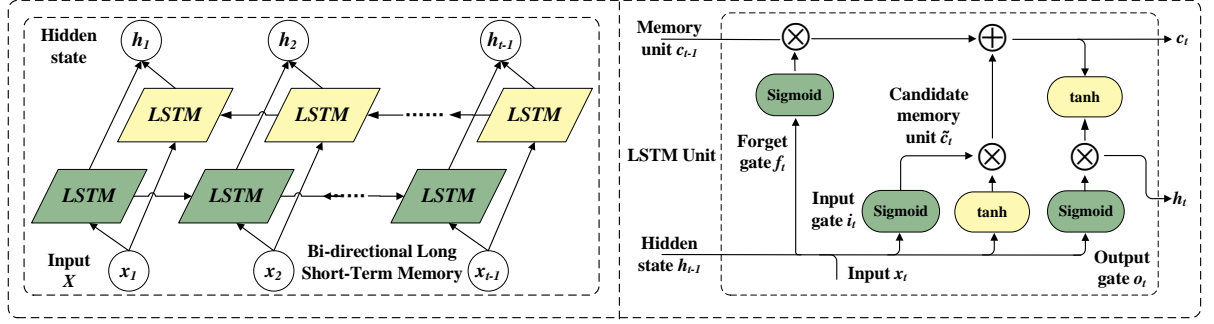 Hidden
state
h1
h2
ht-1
LSTM
LSTM
LSTM
LSTM
LSTM
LSTM
Input
X
x1
x2
Bi-directional Long
Short-Term Memory
xt-1
Memory
unit ct-1
ct
Sigmoid
tanh
Candidate
memory
unit c̃t
Forget
gate ft
LSTM Unit
Input
gate it
Sigmoid
tanh
Sigmoid
ht
Hidden
state ht-1
Input xt
Output
gate ot